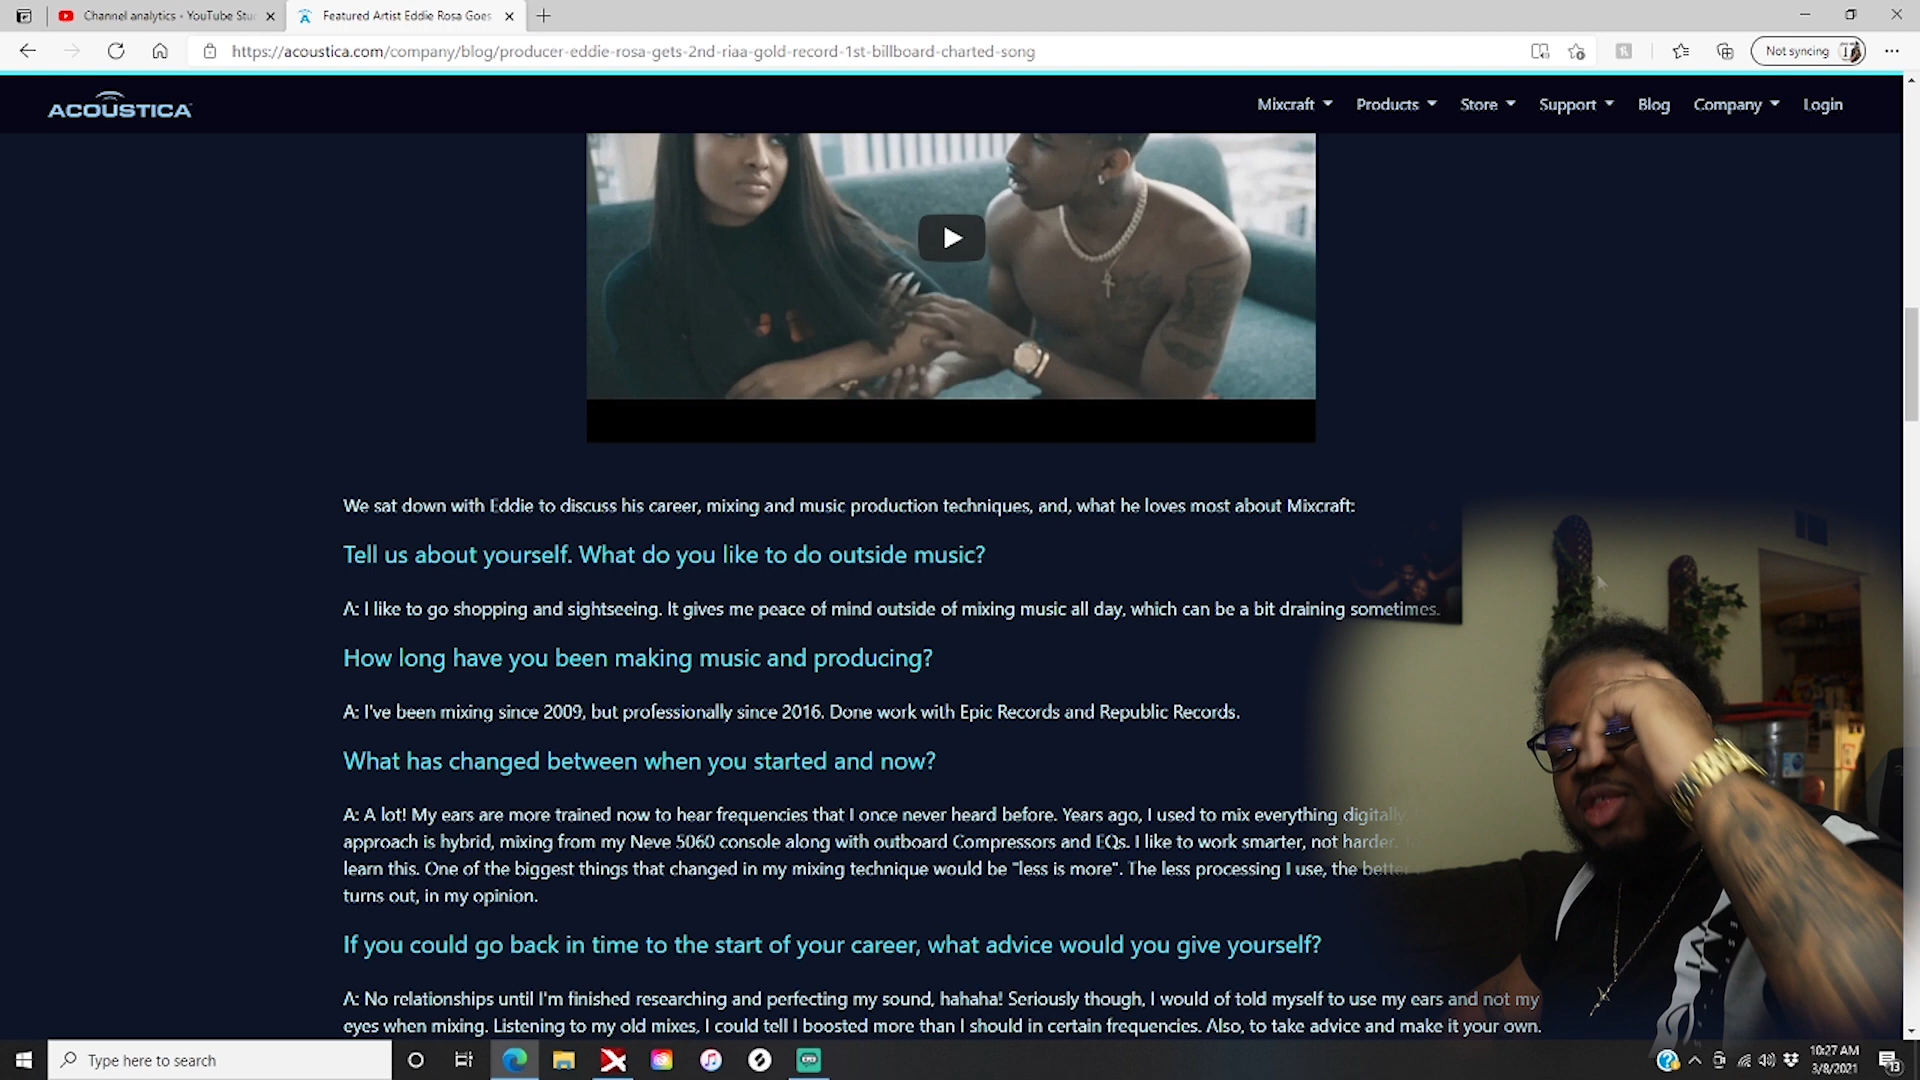 Channel analytics - YouTube Stu
Featured Artist Eddie Rosa Goes
https://acoustica.com/company/blog/producer-eddie-rosa-gets-2nd-riaa-gold-record-1st-billboard-charted-song
Not syncing
ACOUSTICA
Mixcraft Products Store Support Blog Company Login
We sat down with Eddie to discuss his career, mixing and music production techniques, and, what he loves most about Mixcraft:
Tell us about yourself. What do you like to do outside music?
A: I like to go shopping and sightseeing. It gives me peace of mind outside of mixing music all day, which can be a bit draining sometimes.
How long have you been making music and producing?
A: I've been mixing since 2009, but professionally since 2016. Done work with Epic Records and Republic Records.
What has changed between when you started and now?
A: A lot! My ears are more trained now to hear frequencies that I once never heard before. Years ago, I used to mix everything digitally,
approach is hybrid, mixing from my Neve 5060 console along with outboard Compressors and EQs. I like to work smarter, not harder.
learn this. One of the biggest things that changed in my mixing technique would be "less is more". The less processing I use, the better
turns out, in my opinion.
If you could go back in time to the start of your career, what advice would you give yourself?
A: No relationships until I'm finished researching and perfecting my sound, hahaha! Seriously though, I would of told myself to use my ears and not my
eyes when mixing. Listening to my old mixes, I could tell I boosted more than I should in certain frequencies. Also, to take advice and make it your own.
Type here to search
10:27 AM
3/8/2021
13